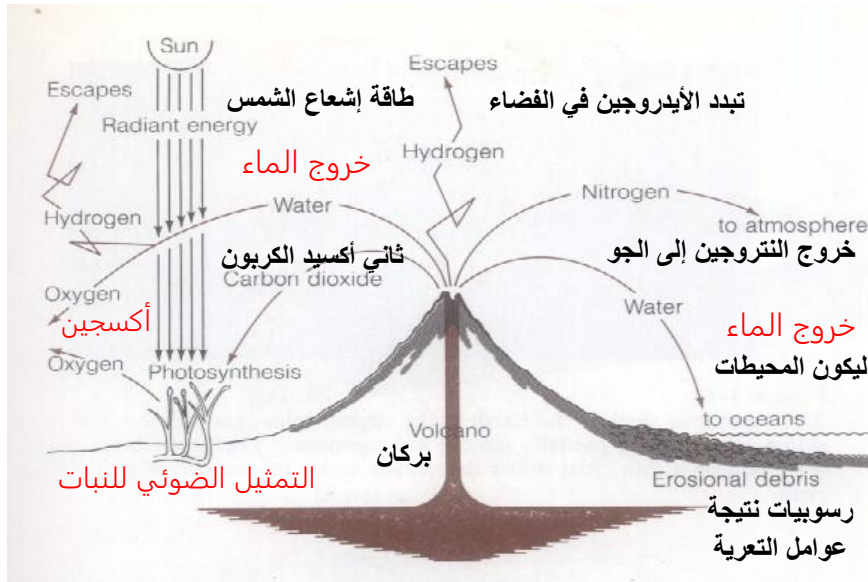 Sun
Escapes
Escapes
طاقة إشعاع الشمس
تبدد الأيدروجين في الفضاء
Radiant energy
Hydrogen
خروج الماء
Nitrogen
Water
Hydrogen
to atmosphere
ثاني أكسيد الكربون
خروج النتروجين إلى الجو
Carbon dioxide
Oxygen
Water
أكسجين
خروج الماء
Oxygen
Photosynthesis
ليكون المحيطات
to oceans
Volcano
بركان
التمثيل الضوئي للنبات
Erosional debris
رسوبيات نتيجة
عوامل التعرية